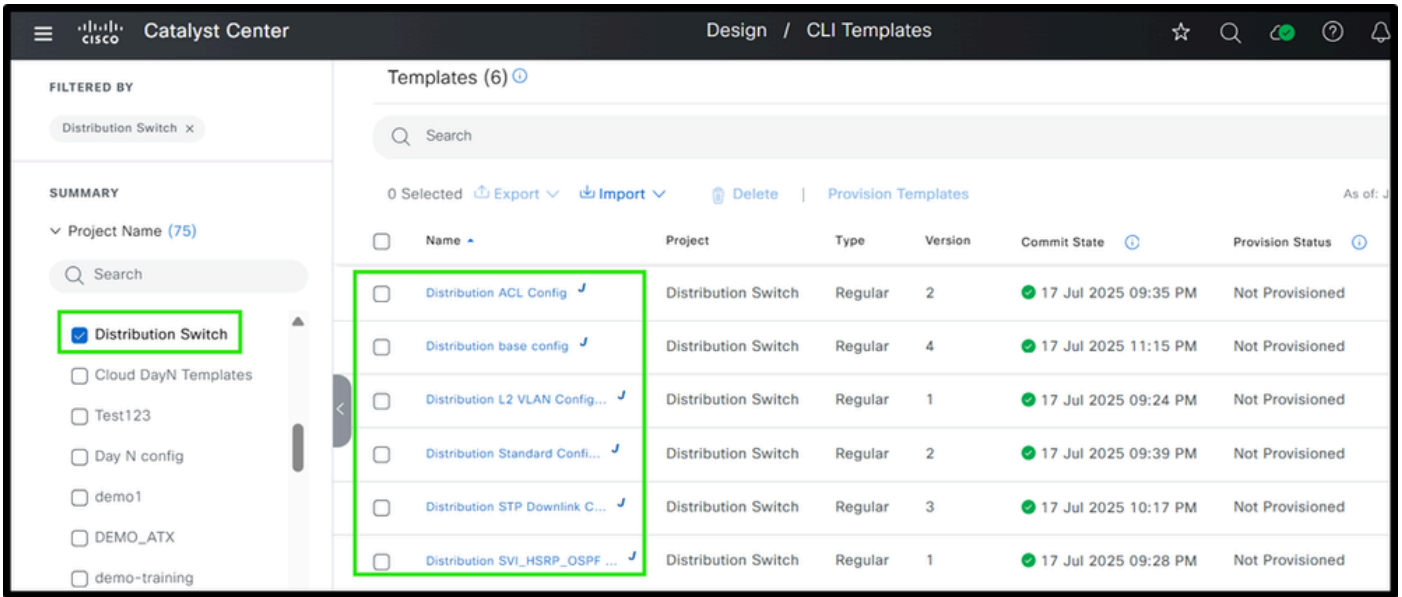 CISCO Catalyst Center
Design / CLI Templates
FILTERED BY
Distribution Switch ×
SUMMARY
Project Name (75)
Search
Distribution Switch
Cloud DayN Templates
Test123
Day N config
demo1
DEMO_ATX
demo-training
Templates (6)
Search
0 Selected Export Import Delete | Provision Templates As of: J
Name Project Type Version Commit State Provision Status
Distribution ACL Config J Distribution Switch Regular 2 17 Jul 2025 09:35 PM Not Provisioned
Distribution base config J Distribution Switch Regular 4 17 Jul 2025 11:15 PM Not Provisioned
Distribution L2 VLAN Config... J Distribution Switch Regular 1 17 Jul 2025 09:24 PM Not Provisioned
Distribution Standard Confi... J Distribution Switch Regular 2 17 Jul 2025 09:39 PM Not Provisioned
Distribution STP Downlink C... J Distribution Switch Regular 3 17 Jul 2025 10:17 PM Not Provisioned
Distribution SVI_HSRP_OSPF ... J Distribution Switch Regular 1 17 Jul 2025 09:28 PM Not Provisioned